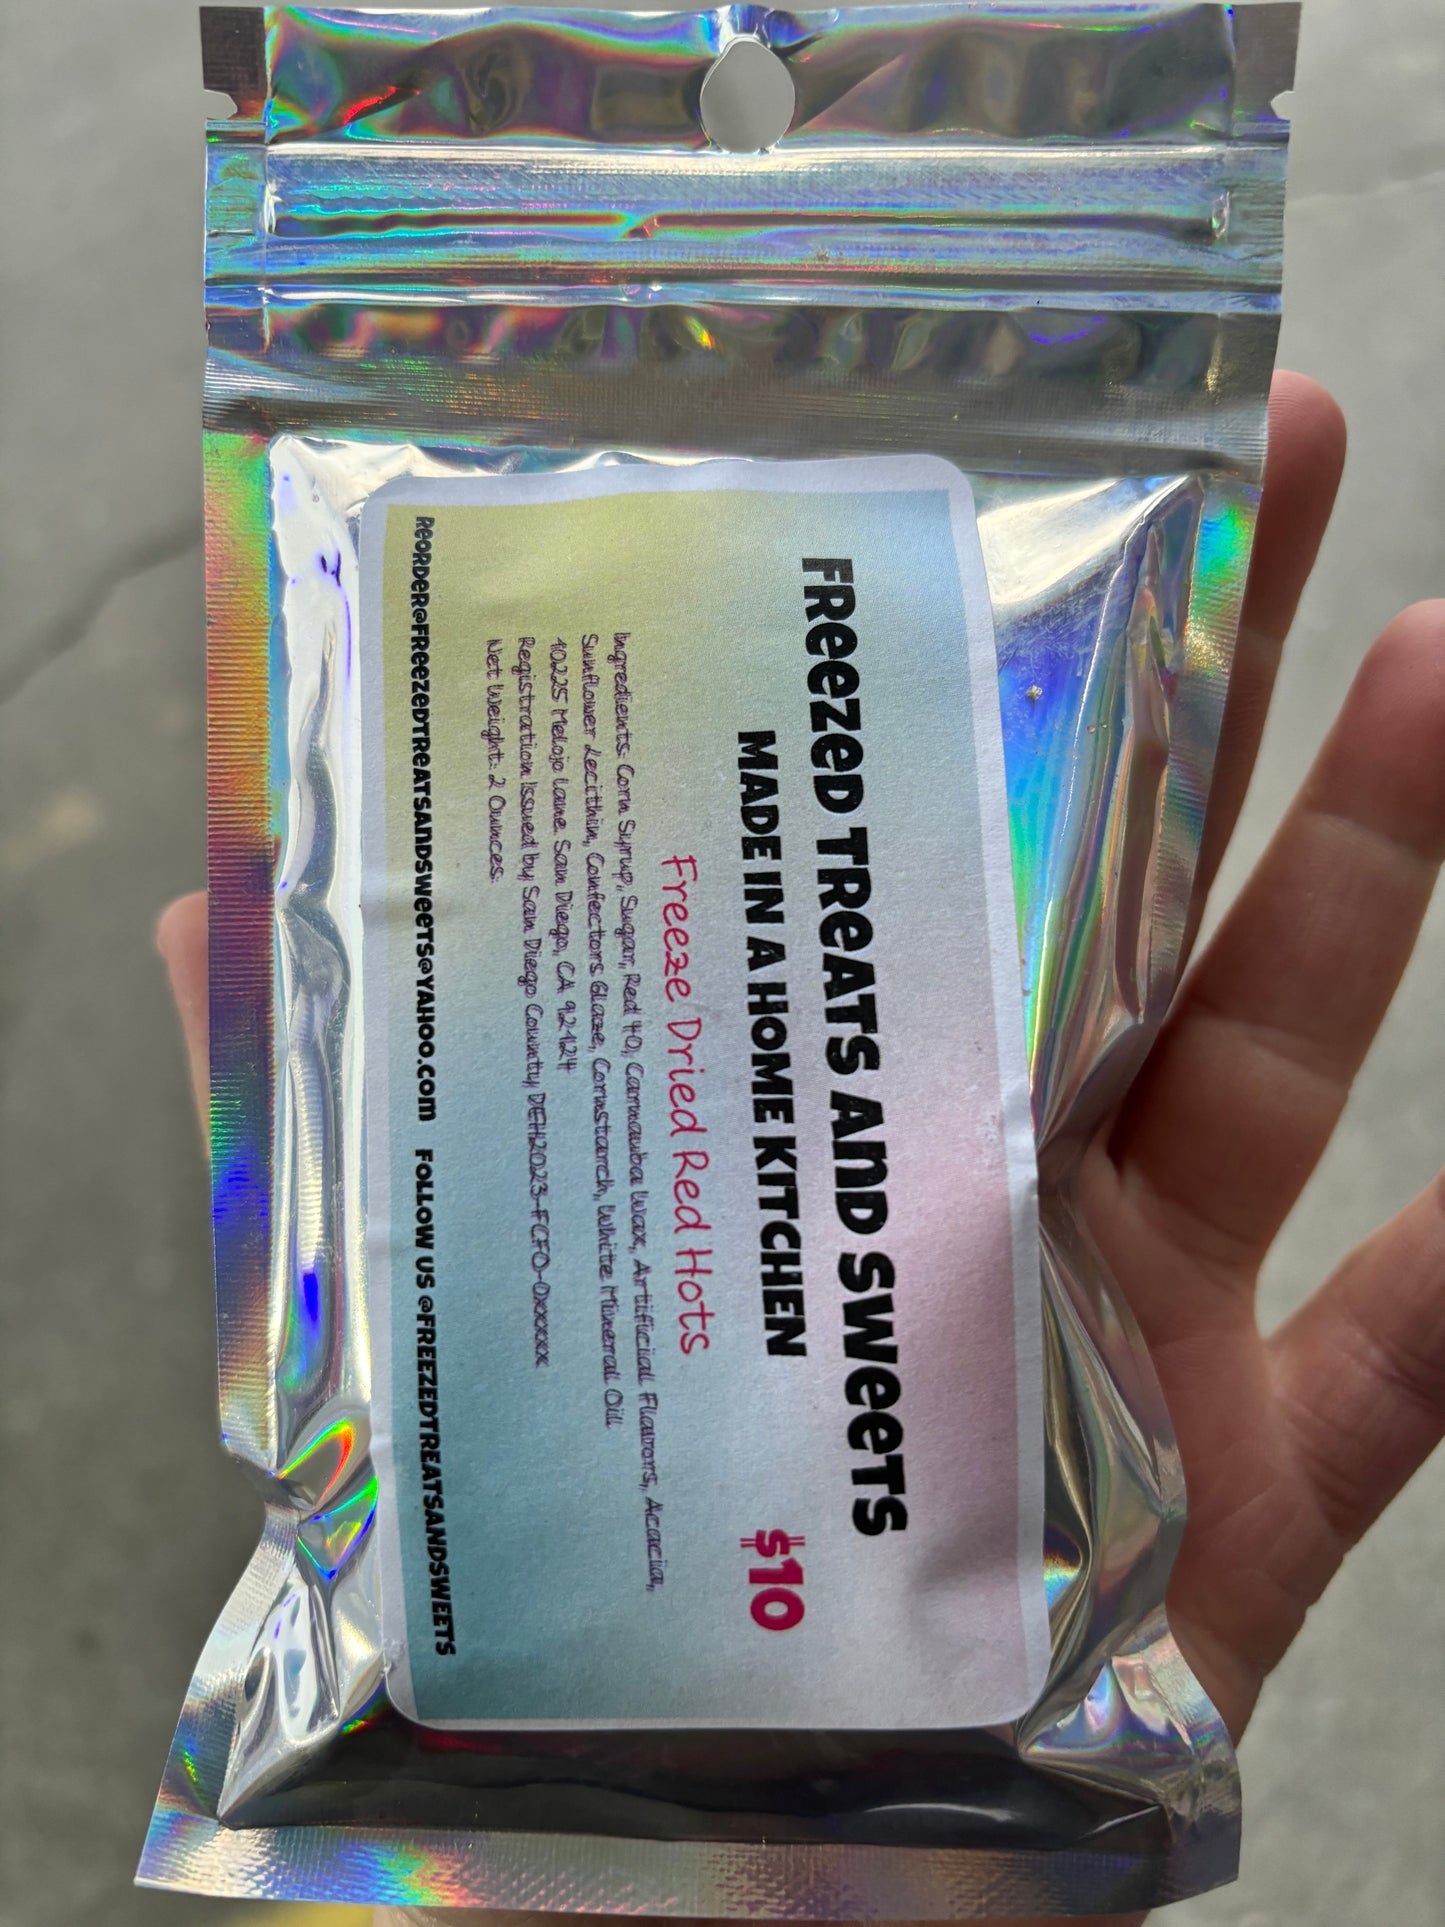 FREEZED TREATS AND SWEETS
MADE IN A HOME KITCHEN
$10
Freeze Dried Red Hots
Ingredients: Corn Syrup, Sugar, Red 40, Carnauba Wax, Artificial Flavors, Acacia,
Sunflower Lecithin, Confectors Glaze, Cornstarch, White Mineral Oil
10225 Meloje Lane. San Diego, CA 92124
Registration Issued by San Diego County DEH2023-FCFO-0xxxxx
Net Weight: 2 Ounces.
REORDER@FREEZEDTREATSANDSWEETS@YAHOO.COM FOLLOW US @FREEZEDTREATSANDSWEETS